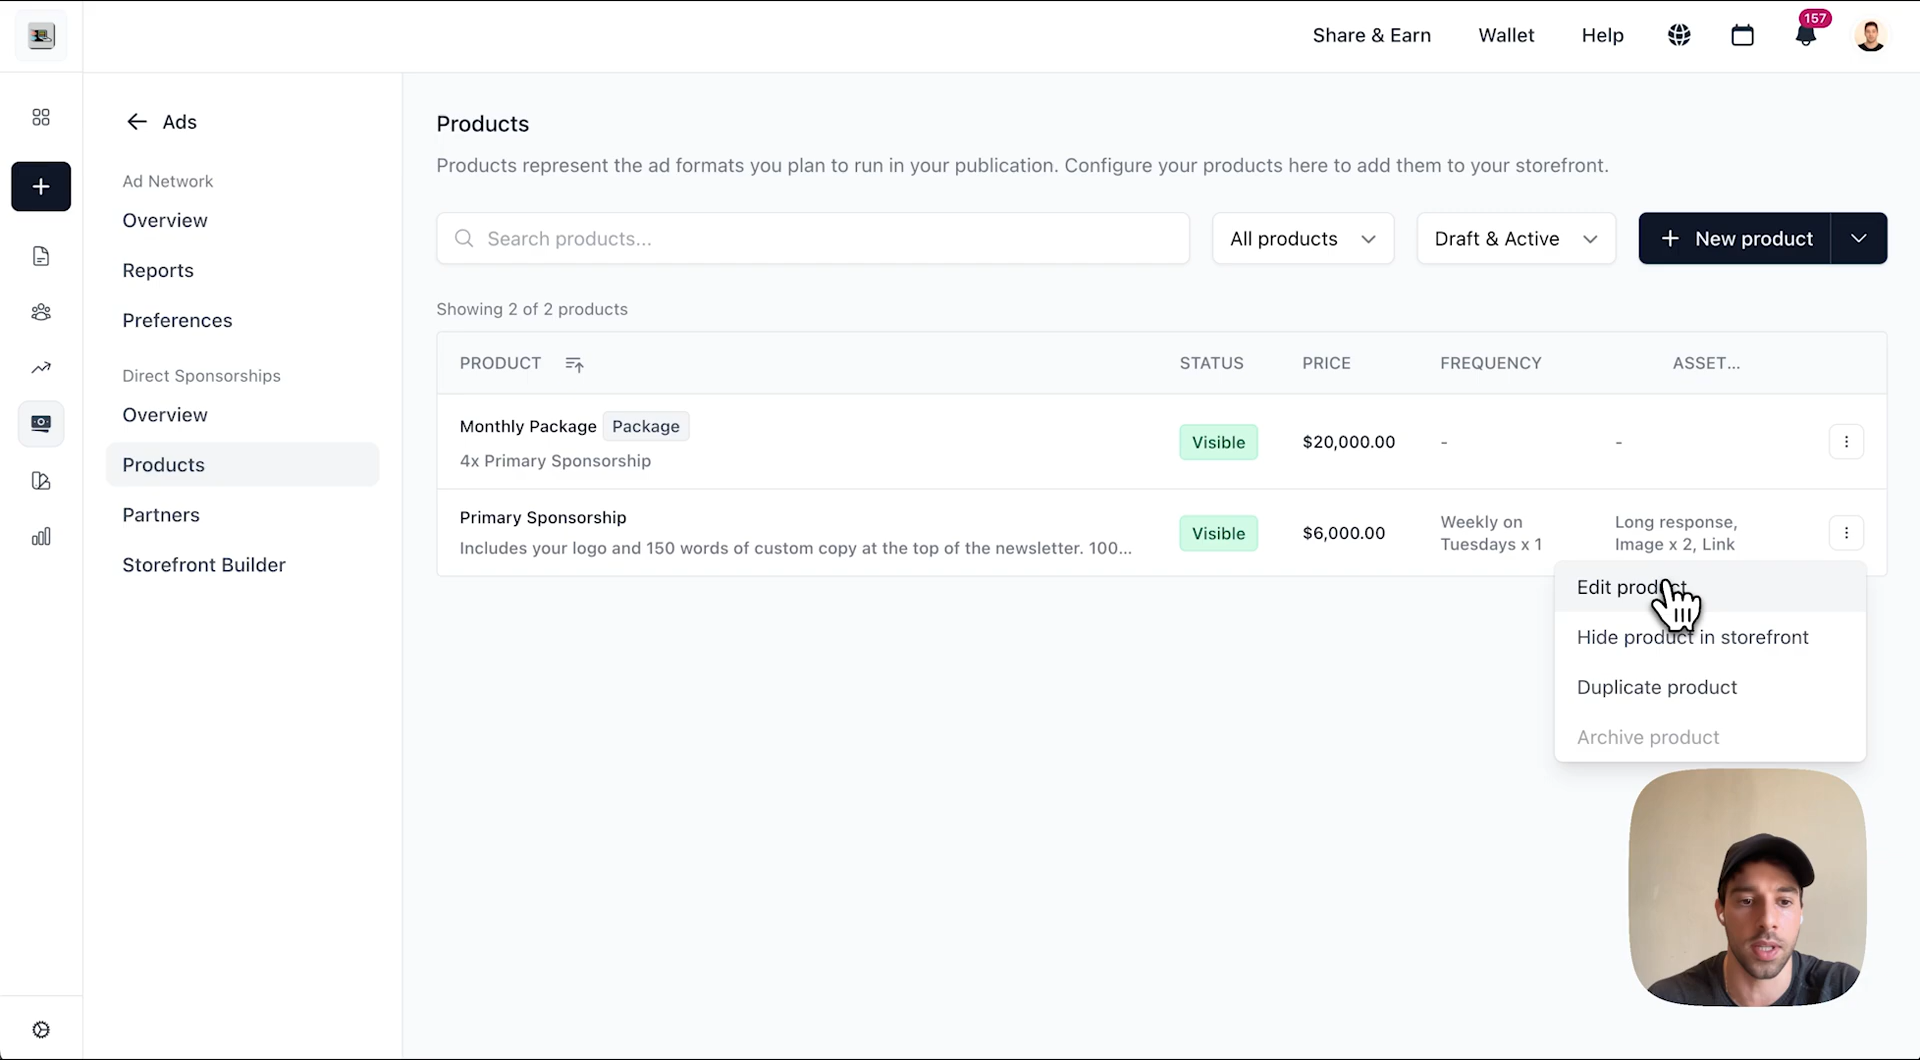 Share & Earn
Wallet
Help
157
Ads
Ad Network
Overview
Reports
Preferences
Direct Sponsorships
Overview
Products
Partners
Storefront Builder
Products
Products represent the ad formats you plan to run in your publication. Configure your products here to add them to your storefront.
Search products...
All products
Draft & Active
New product
Showing 2 of 2 products
PRODUCT
STATUS
PRICE
FREQUENCY
ASSET...
Monthly Package
Package
4x Primary Sponsorship
Visible
$20,000.00
-
-
Primary Sponsorship
Includes your logo and 150 words of custom copy at the top of the newsletter. 100...
Visible
$6,000.00
Weekly on
Tuesdays x 1
Long response,
Image x 2, Link
Edit product
Hide product in storefront
Duplicate product
Archive product